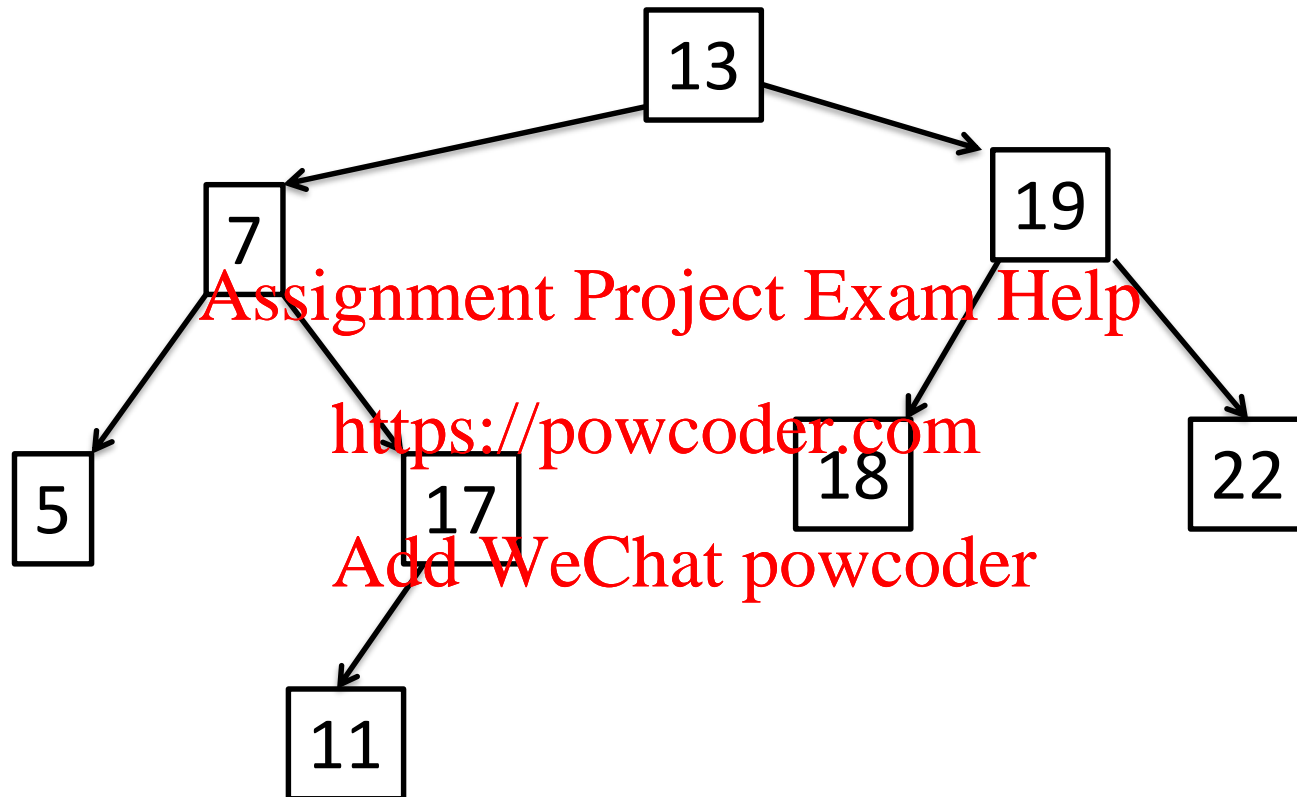 13
19
7
Assignment Project Exam Help
https://powcoder.com
18
22
5
17
Add WeChat powcoder
11